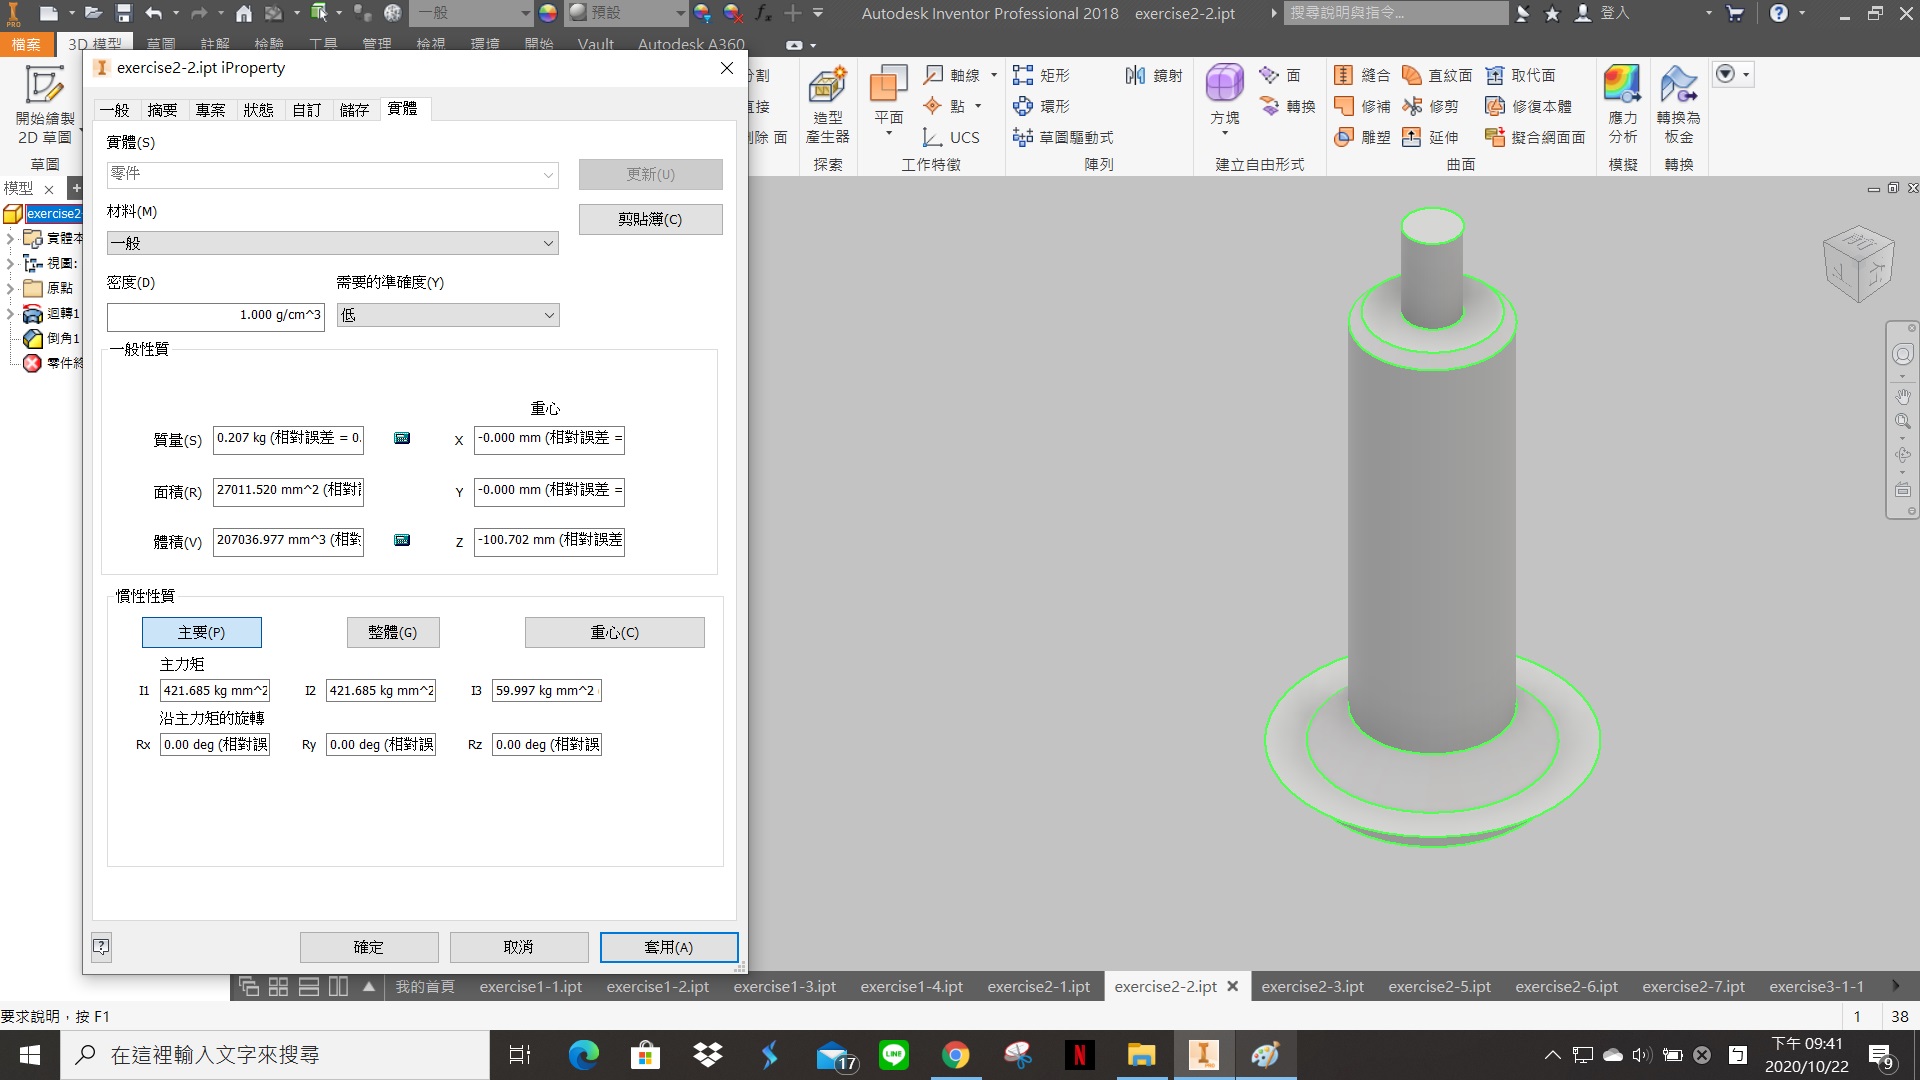 一般
預設
Autodesk Inventor Professional 2018 exercise2-2.ipt
搜尋說明與指令...
登入
檔案
3D 模型
草圖
註解
檢驗
工具
管理
檢視
環境
開始
Vault
Autodesk A360
開始繪製
2D 草圖
草圖
分割
直接
刪除 面
造型
產生器
探索
平面
軸線
點
UCS
工作特徵
矩形
環形
草圖驅動式
鏡射
陣列
方塊
面
轉換
建立自由形式
縫合
修補
雕塑
直紋面
修剪
延伸
取代面
修復本體
擬合網面面
曲面
應力
分析
模擬
轉換為
板金
轉換
模型
exercise2-
實體本
視圖:
原點
迴轉1
倒角1
零件終
exercise2-2.ipt iProperty
一般 摘要 專案 狀態 自訂 儲存 實體
實體(S)
零件
更新(U)
材料(M)
剪貼簿(C)
一般
密度(D)
需要的準確度(Y)
1.000 g/cm^3
低
一般性質
重心
質量(S) 0.207 kg (相對誤差 = 0. X -0.000 mm (相對誤差 =
面積(R) 27011.520 mm^2 (相對 Y -0.000 mm (相對誤差 =
體積(V) 207036.977 mm^3 (相對 Z -100.702 mm (相對誤差
慣性性質
主要(P) 整體(G) 重心(C)
主力矩
I1 421.685 kg mm^2 I2 421.685 kg mm^2 I3 59.997 kg mm^2
沿主力矩的旋轉
Rx 0.00 deg (相對誤 Ry 0.00 deg (相對誤 Rz 0.00 deg (相對誤
確定 取消 套用(A)
我的首頁 exercise1-1.ipt exercise1-2.ipt exercise1-3.ipt exercise1-4.ipt exercise2-1.ipt exercise2-2.ipt exercise2-3.ipt exercise2-5.ipt exercise2-6.ipt exercise2-7.ipt exercise3-1-1
要求說明，按 F1
1 38
在這裡輸入文字來搜尋
17
LINE
N
PRO
ㄅ
下午 09:41
2020/10/22
9